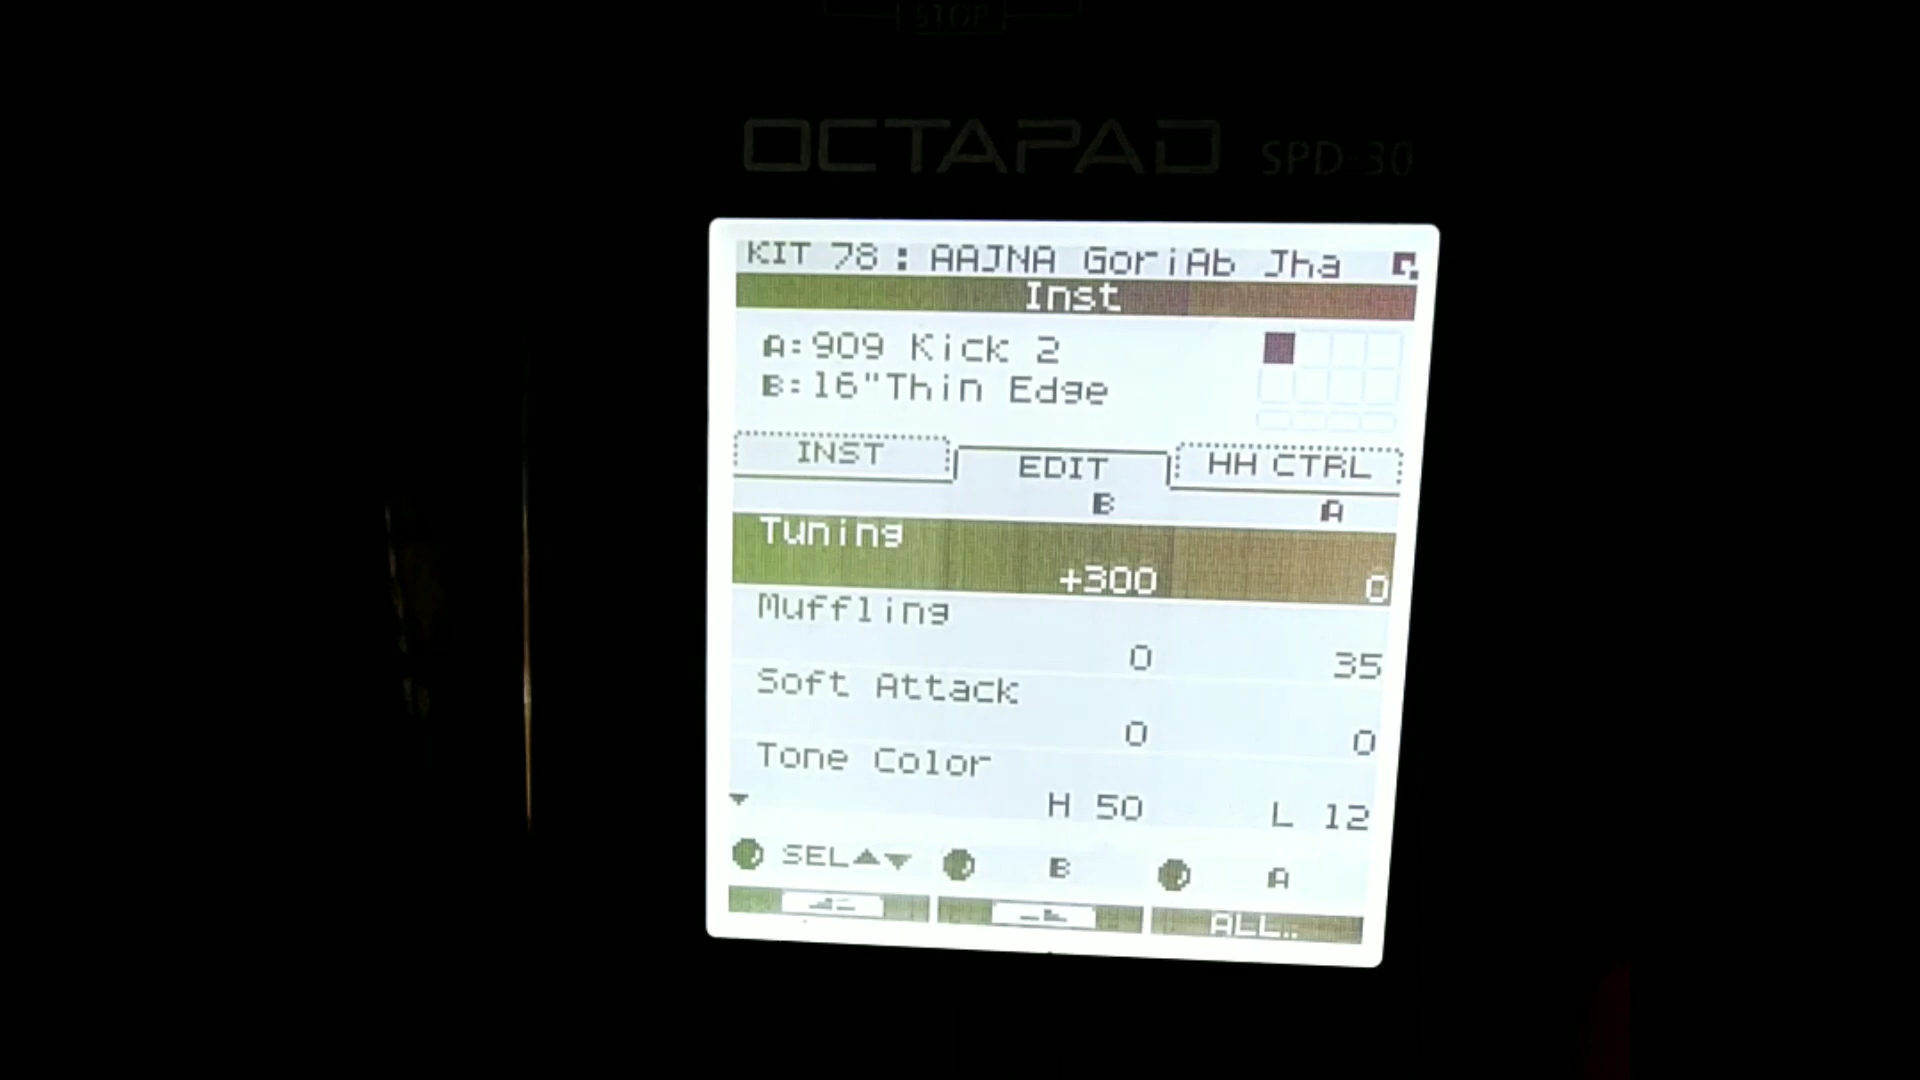 STOP
OCTAPAD SPD-30
KIT 78: AAJNA GoriAb Jha
Inst
A:909 Kick 2
B:16"Thin Edge
INST EDIT HH CTRL
B A
Tuning
+300 0
Muffling
0 35
Soft Attack
0 0
Tone Color
H 50 L 12
SEL▲▼ B A
ALL..